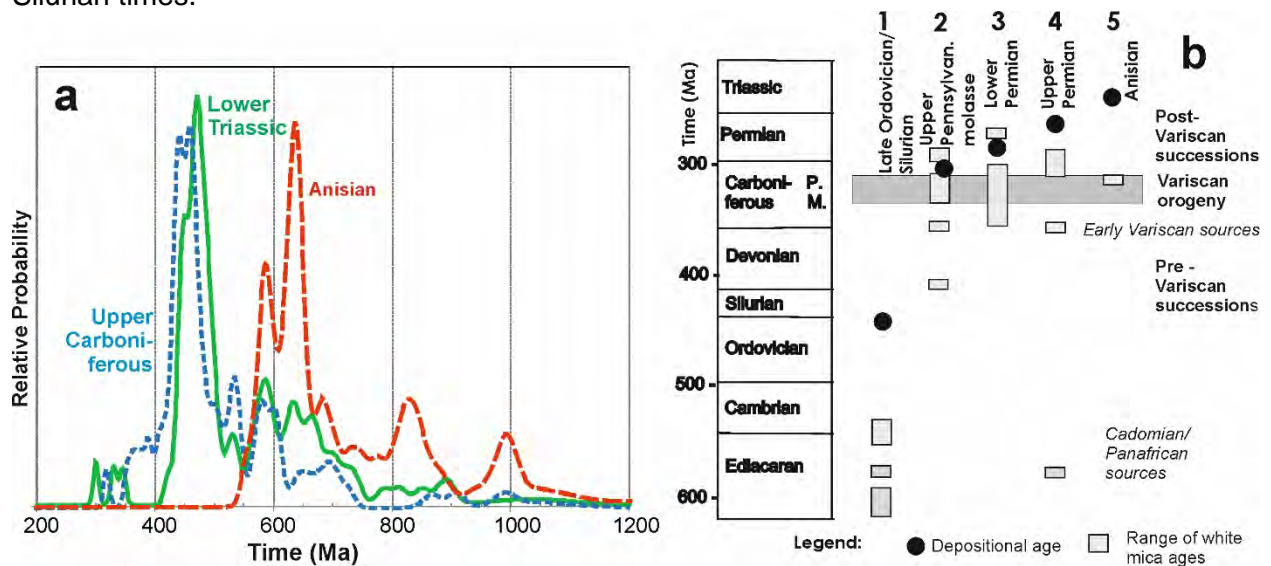 Silurian times.
a
Lower
Triassic
Anisian
Upper
Carboni-
ferous
Relative Probability
200 400 600 800 1000 1200
Time (Ma)
b
1 2 3 4 5
Late Ordovician/
Silurian
Upper
Pennsylvan.
molasse
Lower
Permian
Upper
Permian
Anisian
Time (Ma)
300
400
500
600
Triassic
Permian
Carboni-
ferous
P.
M.
Devonian
Silurian
Ordovician
Cambrian
Ediacaran
Post-
Variscan
successions
Variscan
orogeny
Early Variscan sources
Pre -
Variscan
successions
Cadomian/
Panafrican
sources
Legend:
Depositional age
Range of white
mica ages